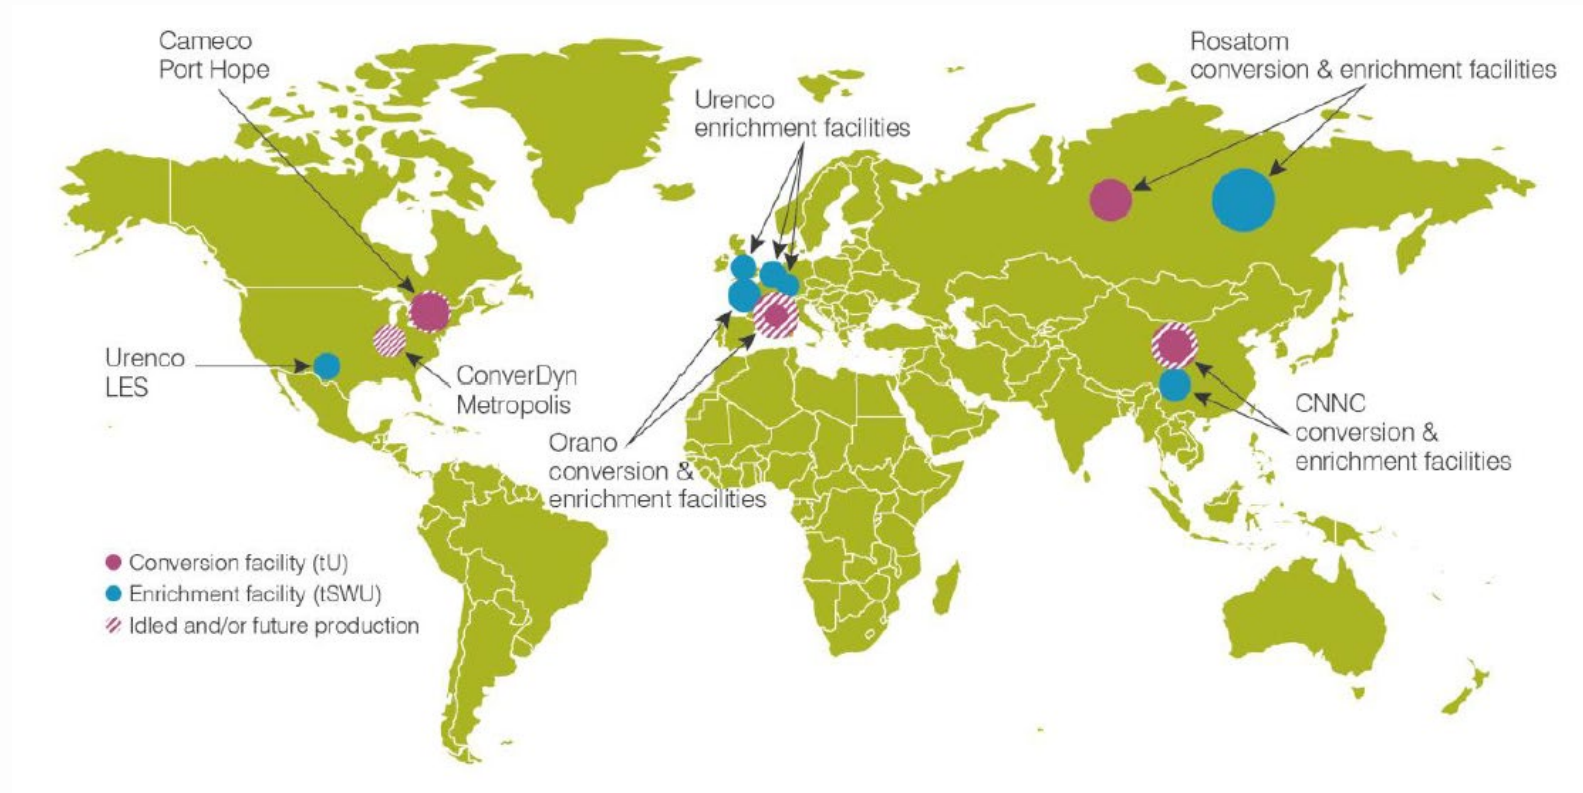 Cameco
Port Hope
Rosatom
conversion & enrichment facilities
Urenco
enrichment facilities
Urenco
LES
ConverDyn
Metropolis
Orano
conversion &
enrichment facilities
CNNC
conversion &
enrichment facilities
Conversion facility (tU)
Enrichment facility (tSWU)
Idled and/or future production